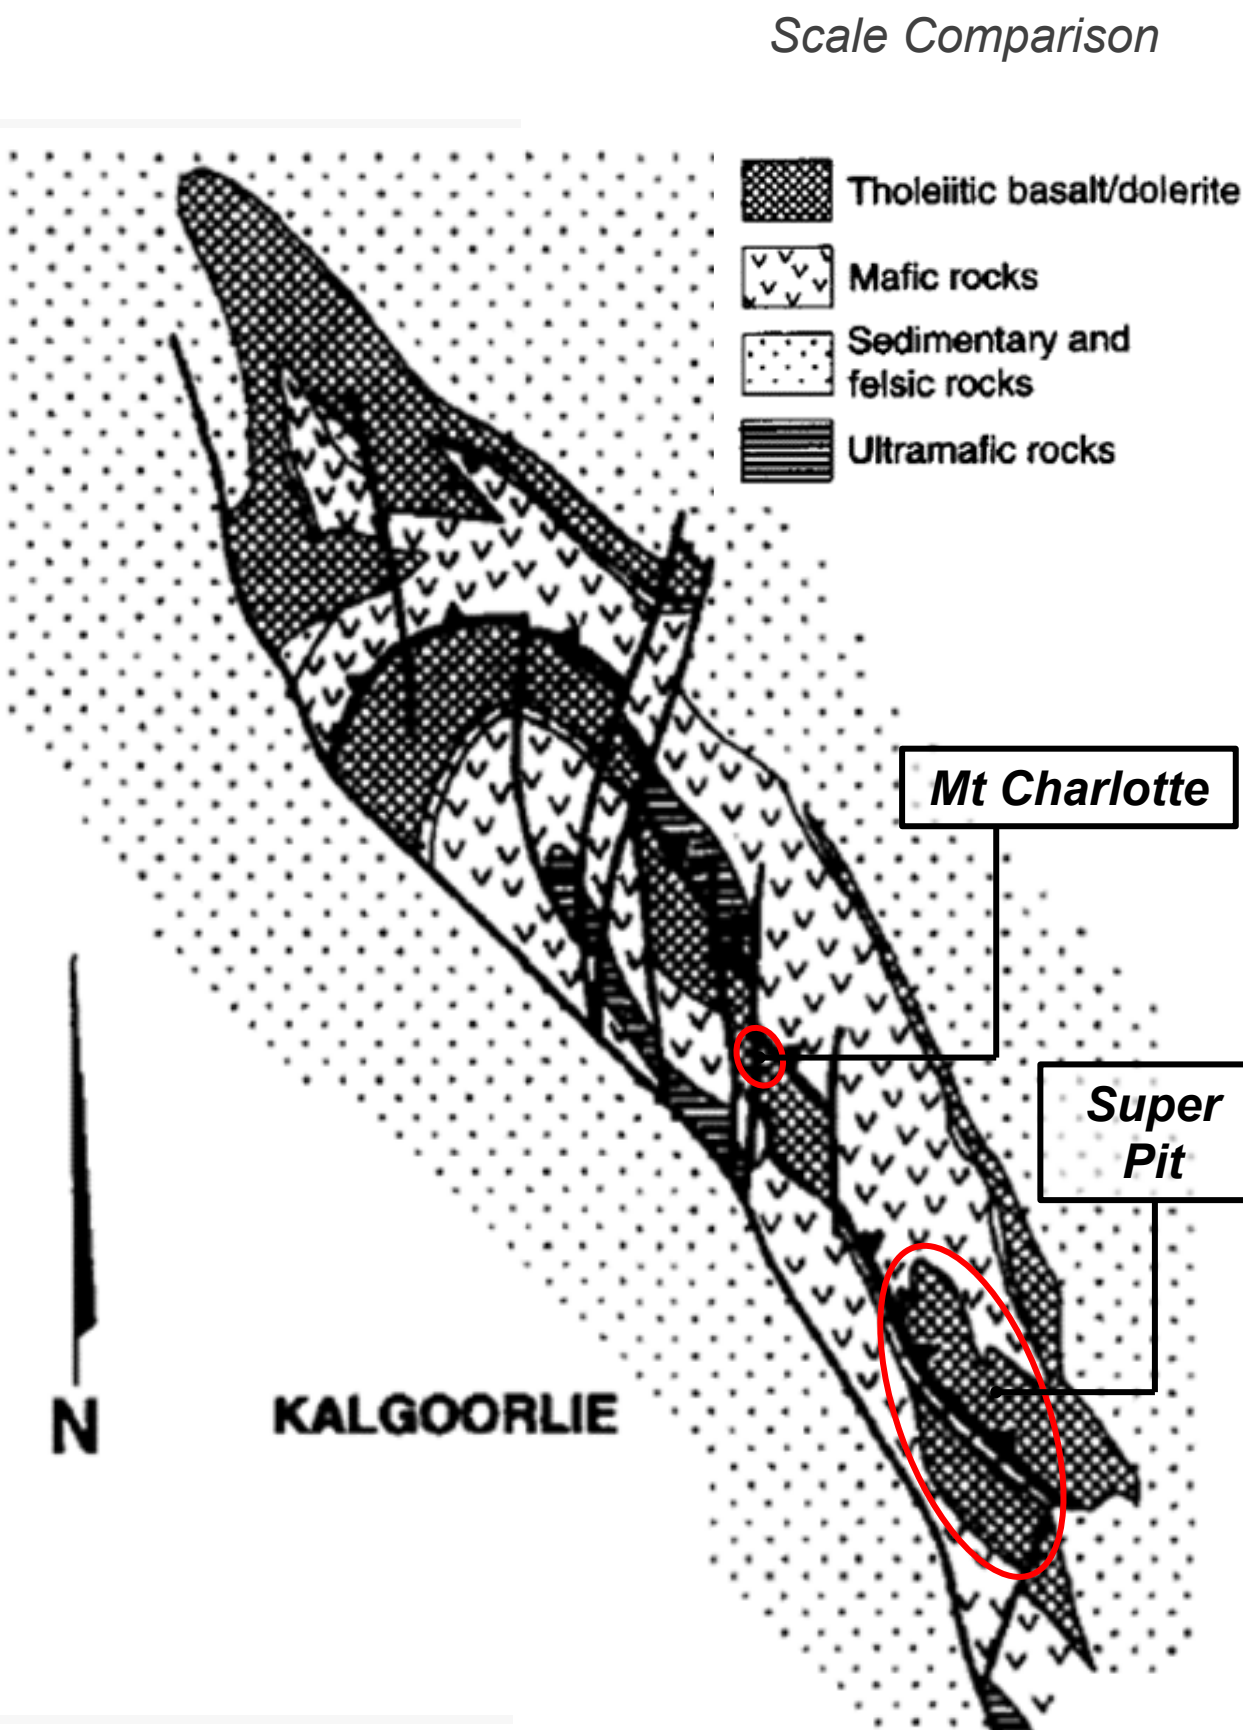 Scale Comparison
Tholeiitic basalt/dolerite
Mafic rocks
Sedimentary and
felsic rocks
Ultramafic rocks
Mt Charlotte
Super
Pit
KALGOORLIE
N